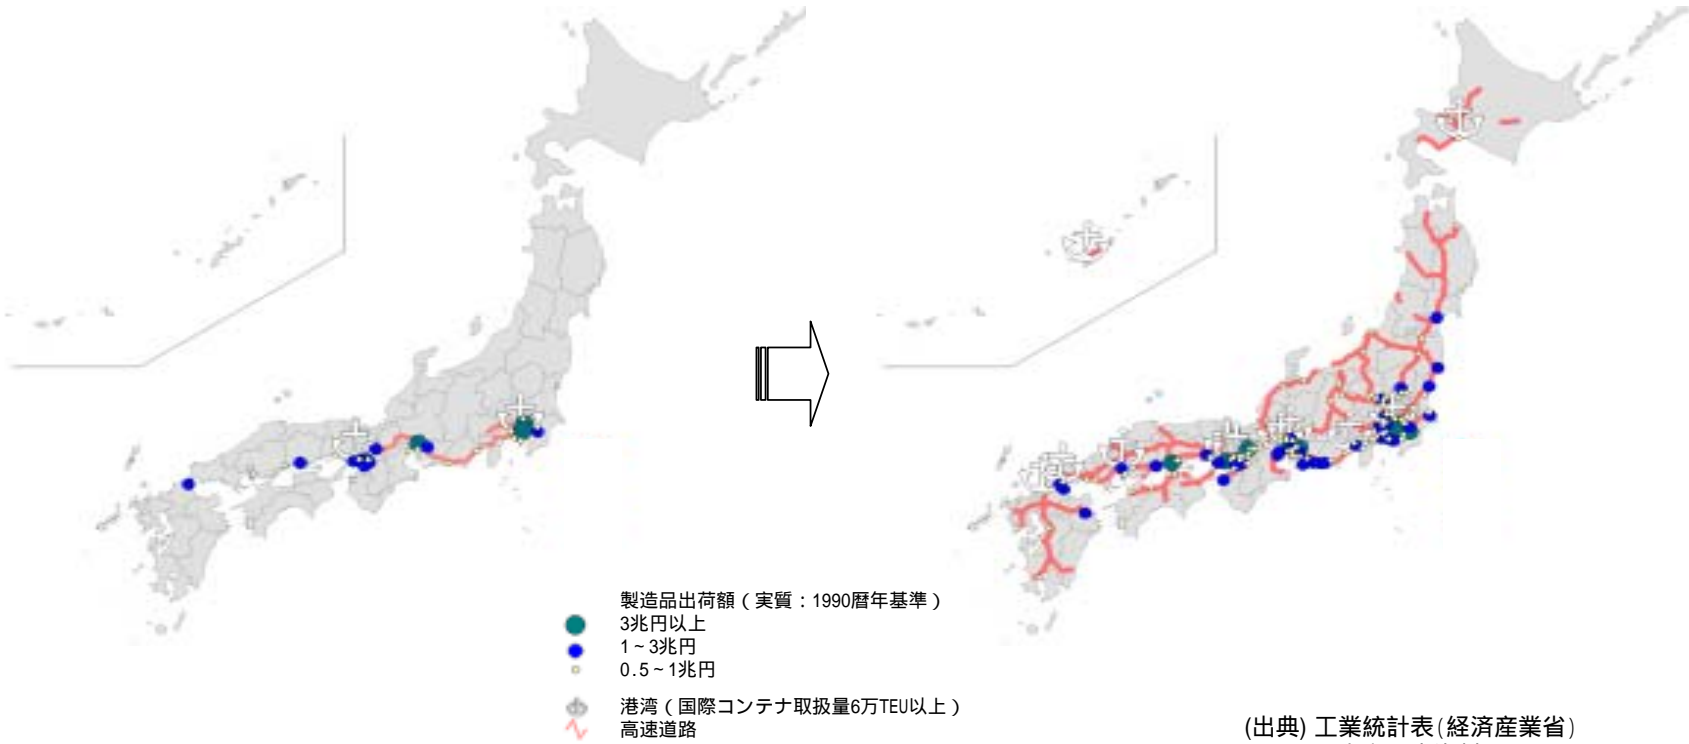 製造品出荷額（実質：1990暦年基準）
3兆円以上
1～3兆円
0.5～1兆円
港湾（国際コンテナ取扱量6万TEU以上）
高速道路
(出典) 工業統計表(経済産業省)